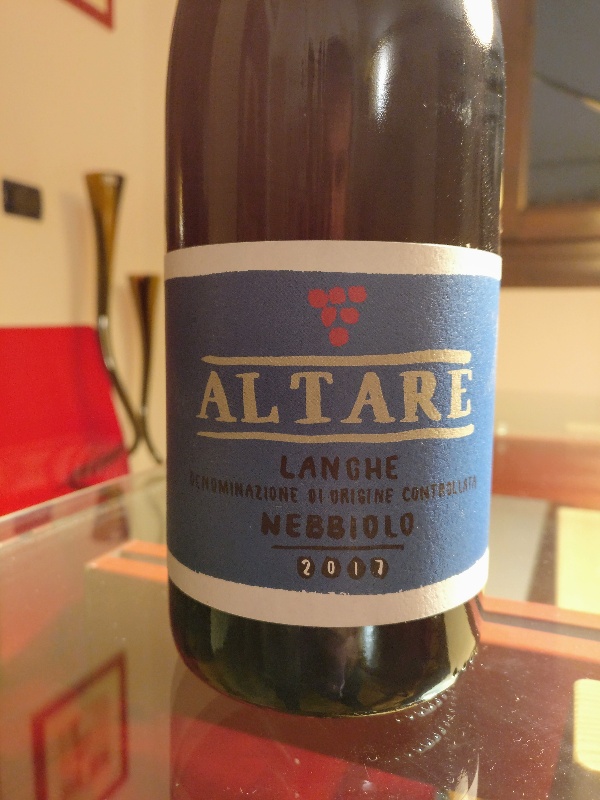 ALTARE
LANGHE
DENOMINAZIONE DI ORIGINE CONTROLLATA
NEBBIOLO
2017